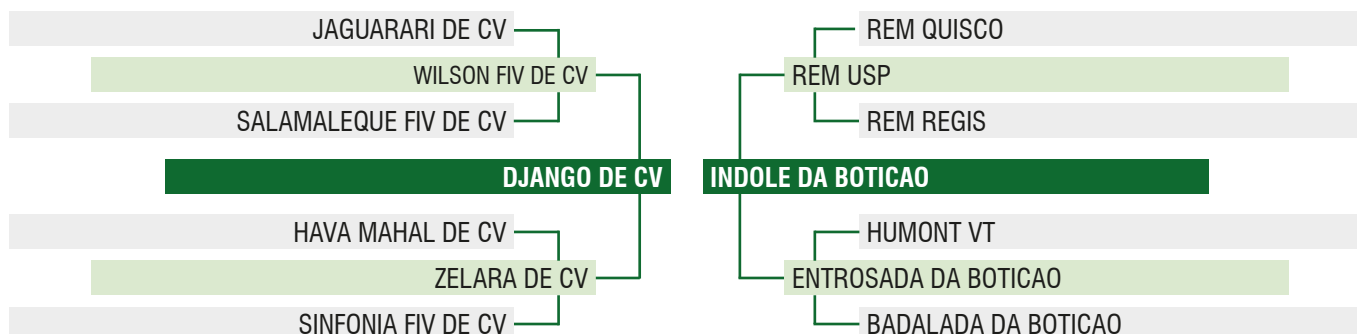 JAGUARARI DE CV
WILSON FIV DE CV
SALAMALEQUE FIV DE CV
DJANGO DE CV
HAVA MAHAL DE CV
ZELARA DE CV
SINFONIA FIV DE CV
REM QUISCO
REM USP
REM REGIS
INDOLE DA BOTICAO
HUMONT VT
ENTROSADA DA BOTICAO
BADALADA DA BOTICAO